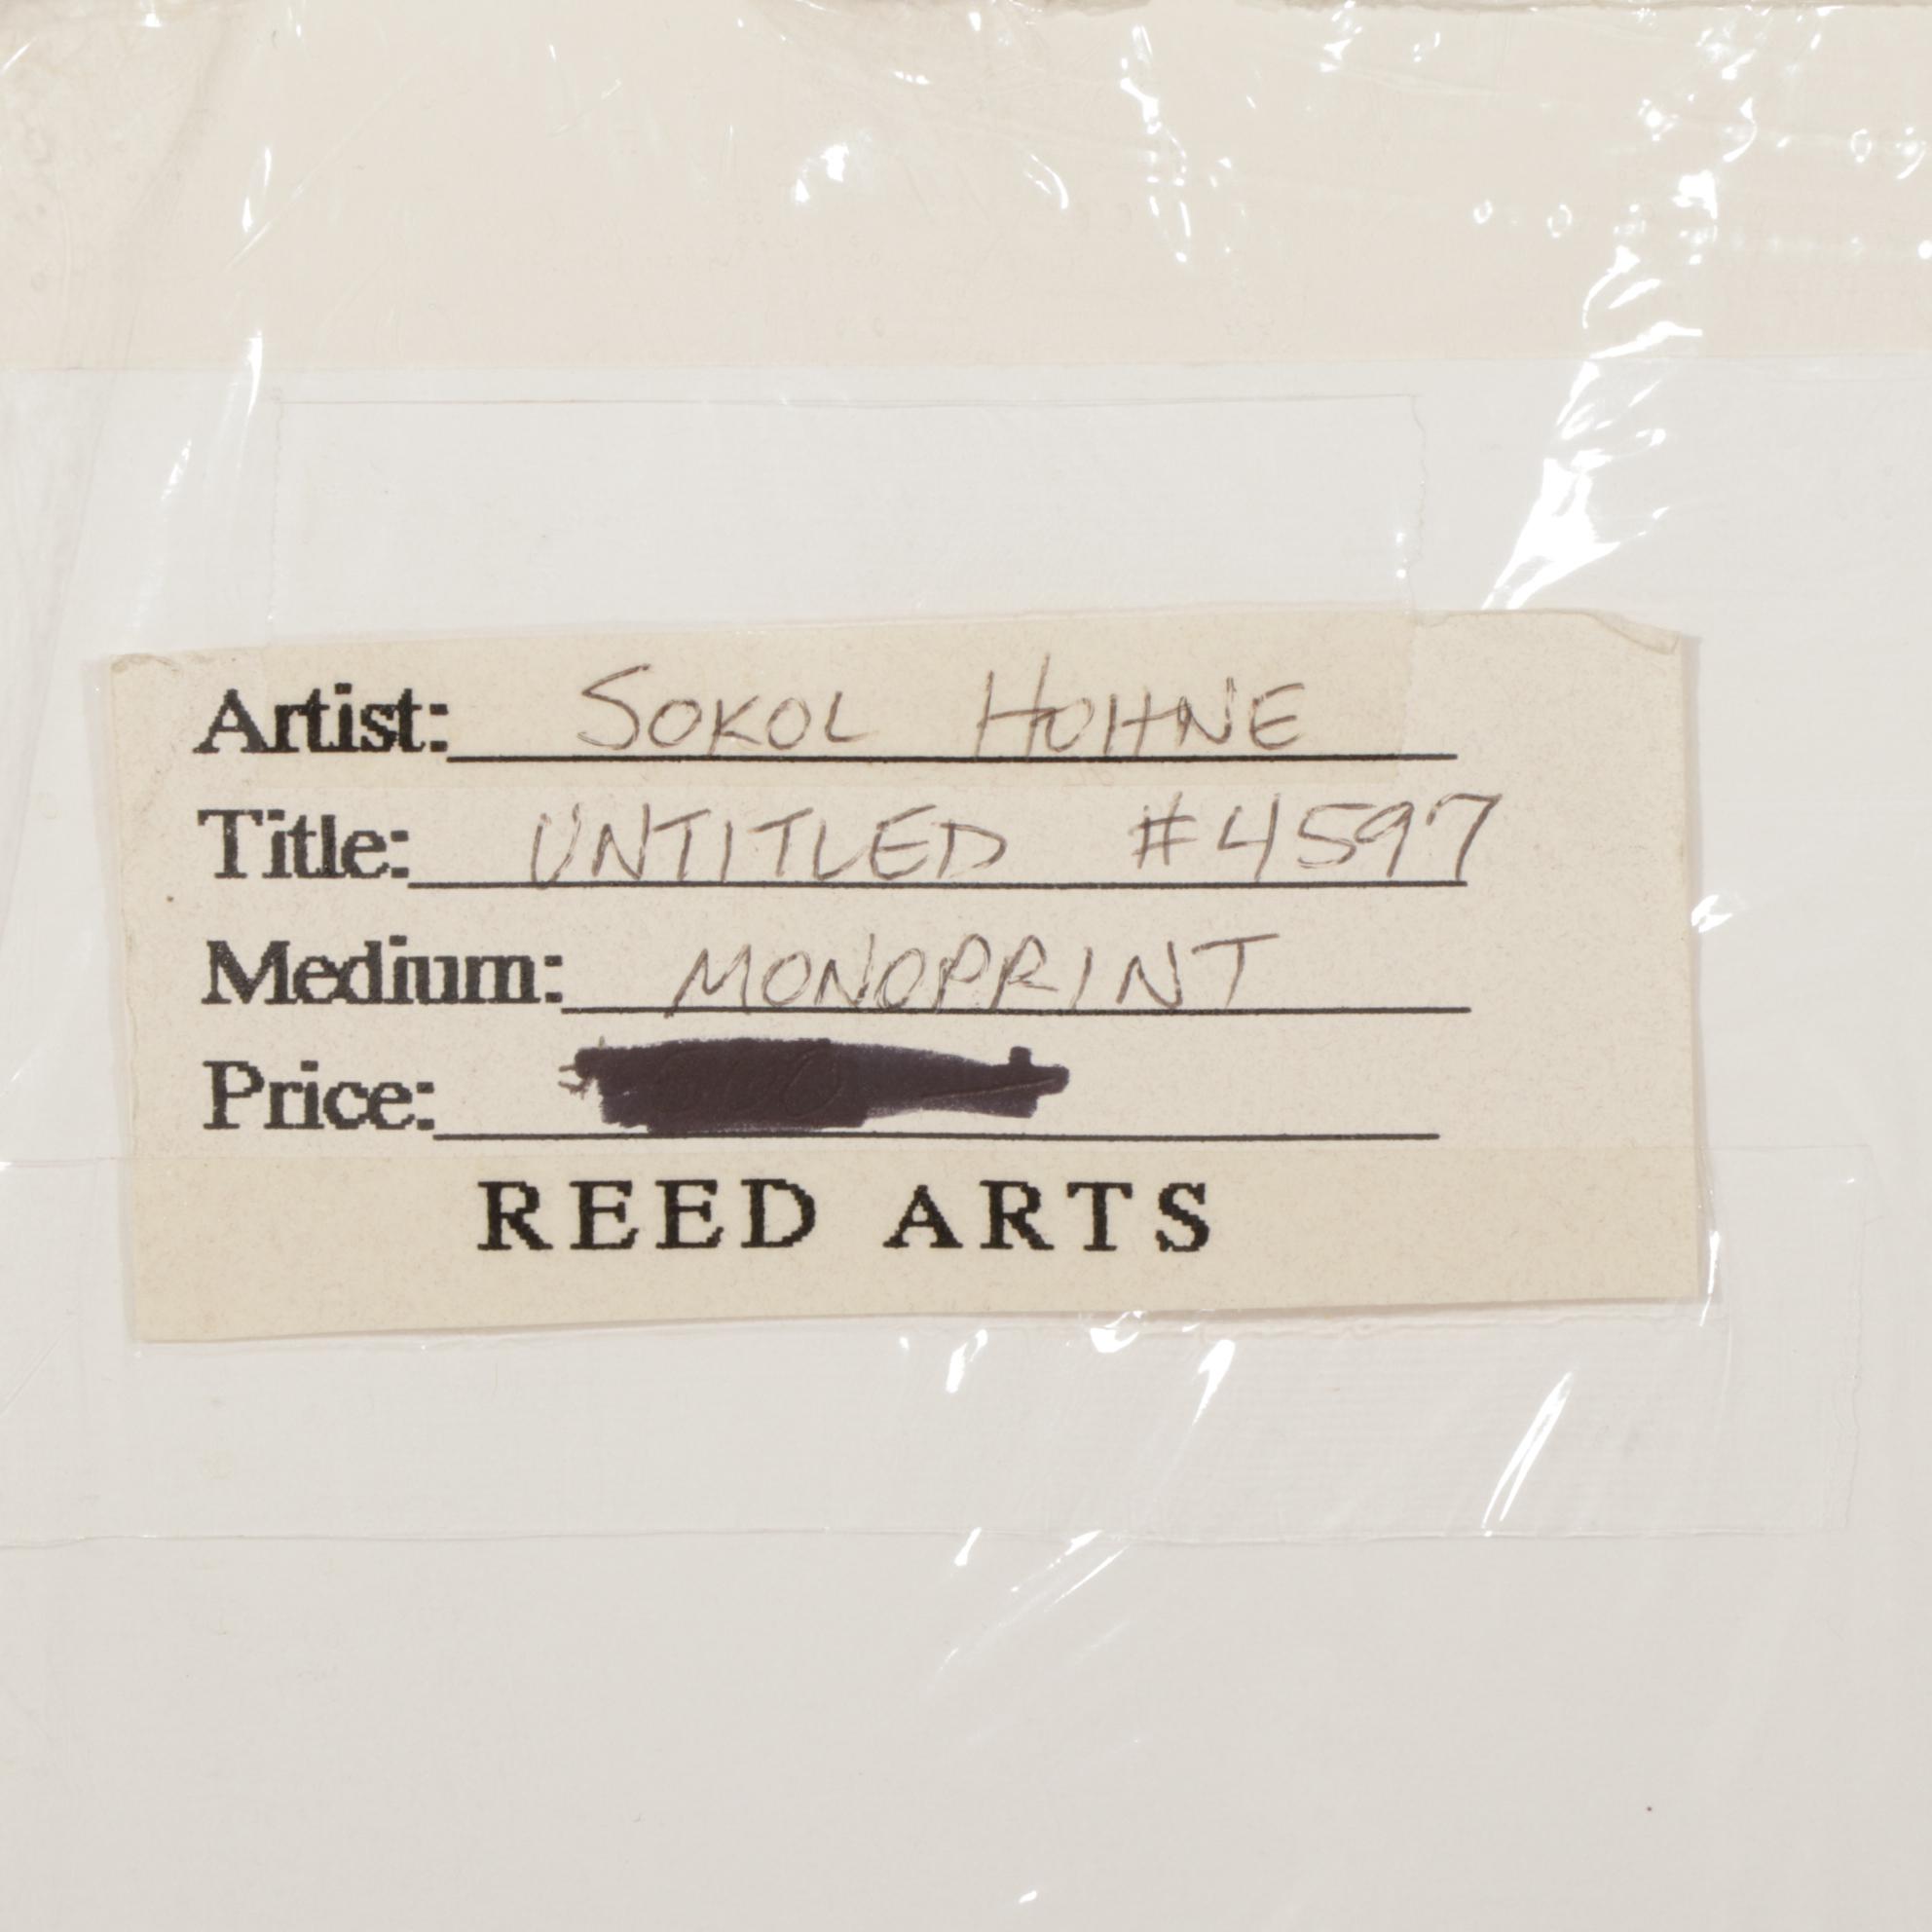 Artist: SOKOL HOHNE
Title: UNTITLED #4597
Medium: MONOPRINT
Price:
REED ARTS